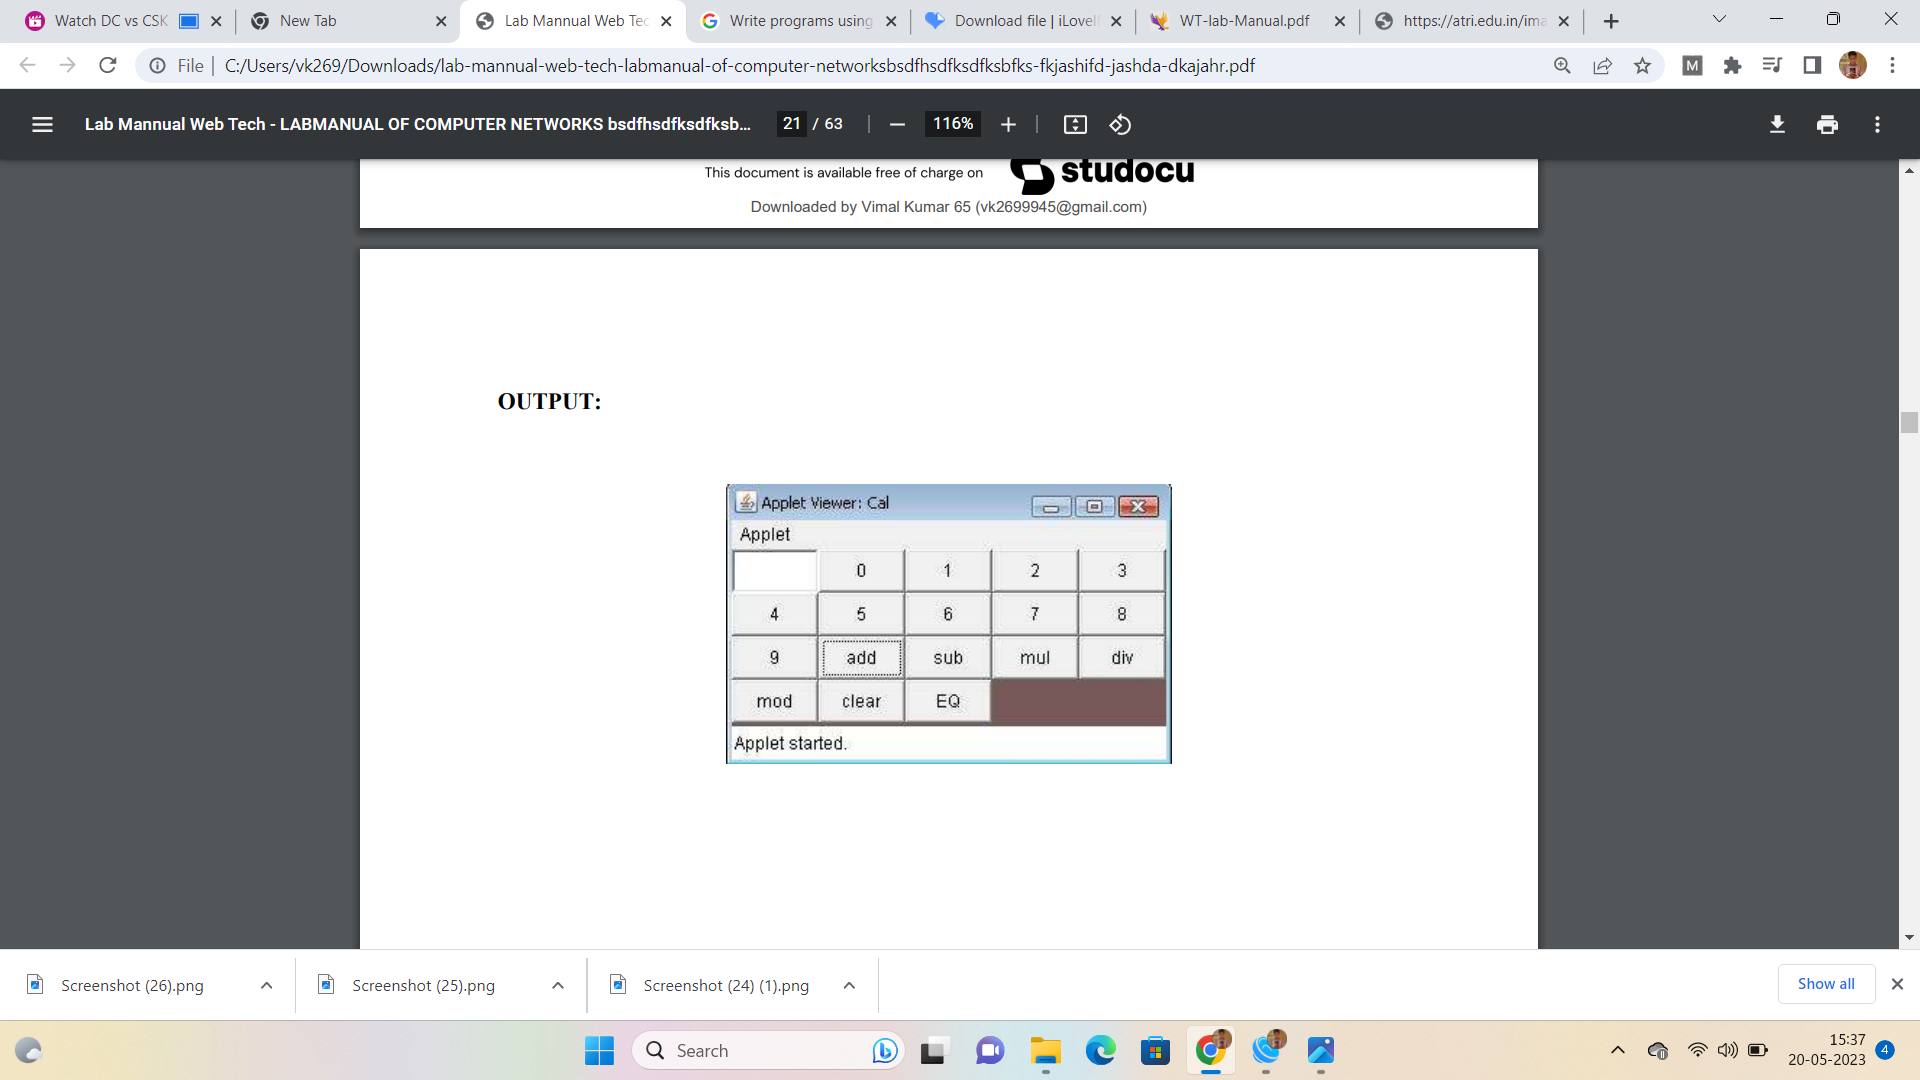 Watch DC vs CSK
New Tab
Lab Mannual Web Tec
Write programs using
Download file | iLoveI
WT-lab-Manual.pdf
https://atri.edu.in/ima
File
C:/Users/vk269/Downloads/lab-mannual-web-tech-labmanual-of-computer-networksbsdfhsdfksdfksbfks-fkjashifd-jashda-dkajahr.pdf
M
Lab Mannual Web Tech - LABMANUAL OF COMPUTER NETWORKS bsdfhsdfksdfksb...
21 / 63
116%
This document is available free of charge on
studocu
Downloaded by Vimal Kumar 65 (vk2699945@gmail.com)
OUTPUT:
Applet Viewer: Cal
Applet
0 1 2 3
4 5 6 7 8
9 add sub mul div
mod clear EQ
Applet started.
Screenshot (26).png
Screenshot (25).png
Screenshot (24) (1).png
Show all
Search
15:37
20-05-2023
4